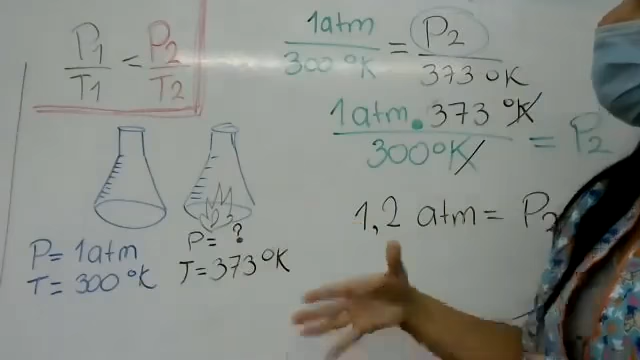 P1/T1 = P2/T2
P=1atm
T=300°K
P= ?
T=373°K
1atm/300°K = P2/373°K
1atm.373°K/300°K = P2
1,2 atm = P2